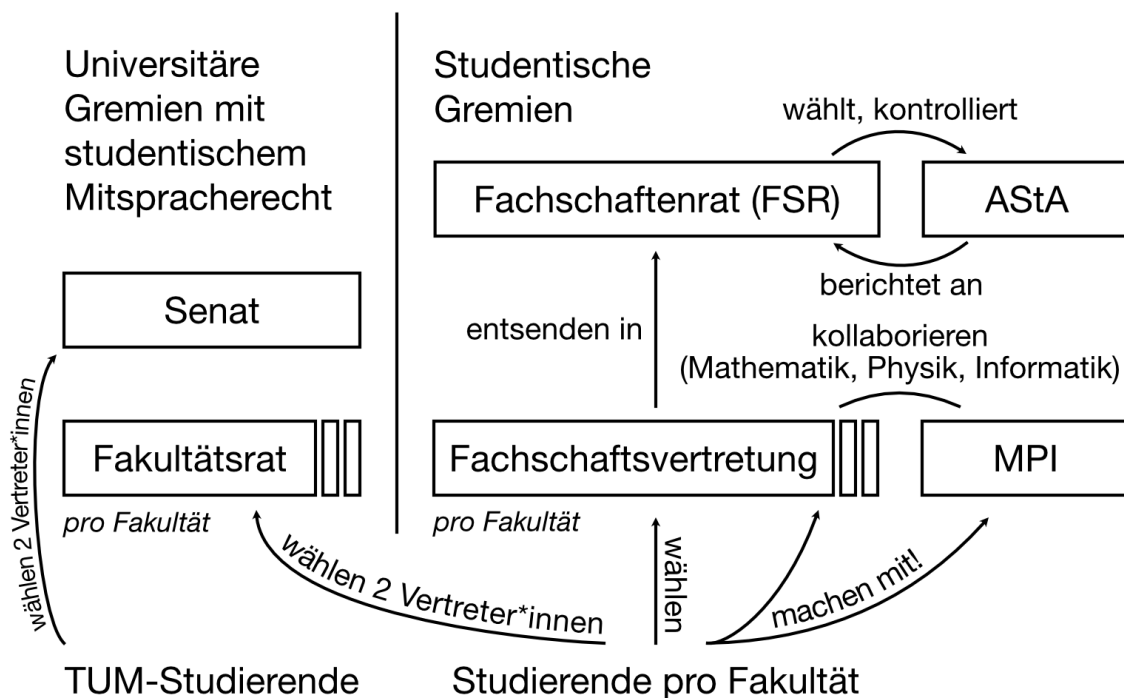 Universitäre
Gremien mit
studentischem
Mitspracherecht
Senat
Fakultätsrat
pro Fakultät
wählen 2 Vertreter*innen
TUM-Studierende
Studentische
Gremien
wählt, kontrolliert
Fachschaftenrat (FSR)
AStA
berichtet an
entsenden in
kollaborieren
(Mathematik, Physik, Informatik)
Fachschaftsvertretung
MPI
pro Fakultät
wählen 2 Vertreter*innen
wählen
machen mit!
Studierende pro Fakultät